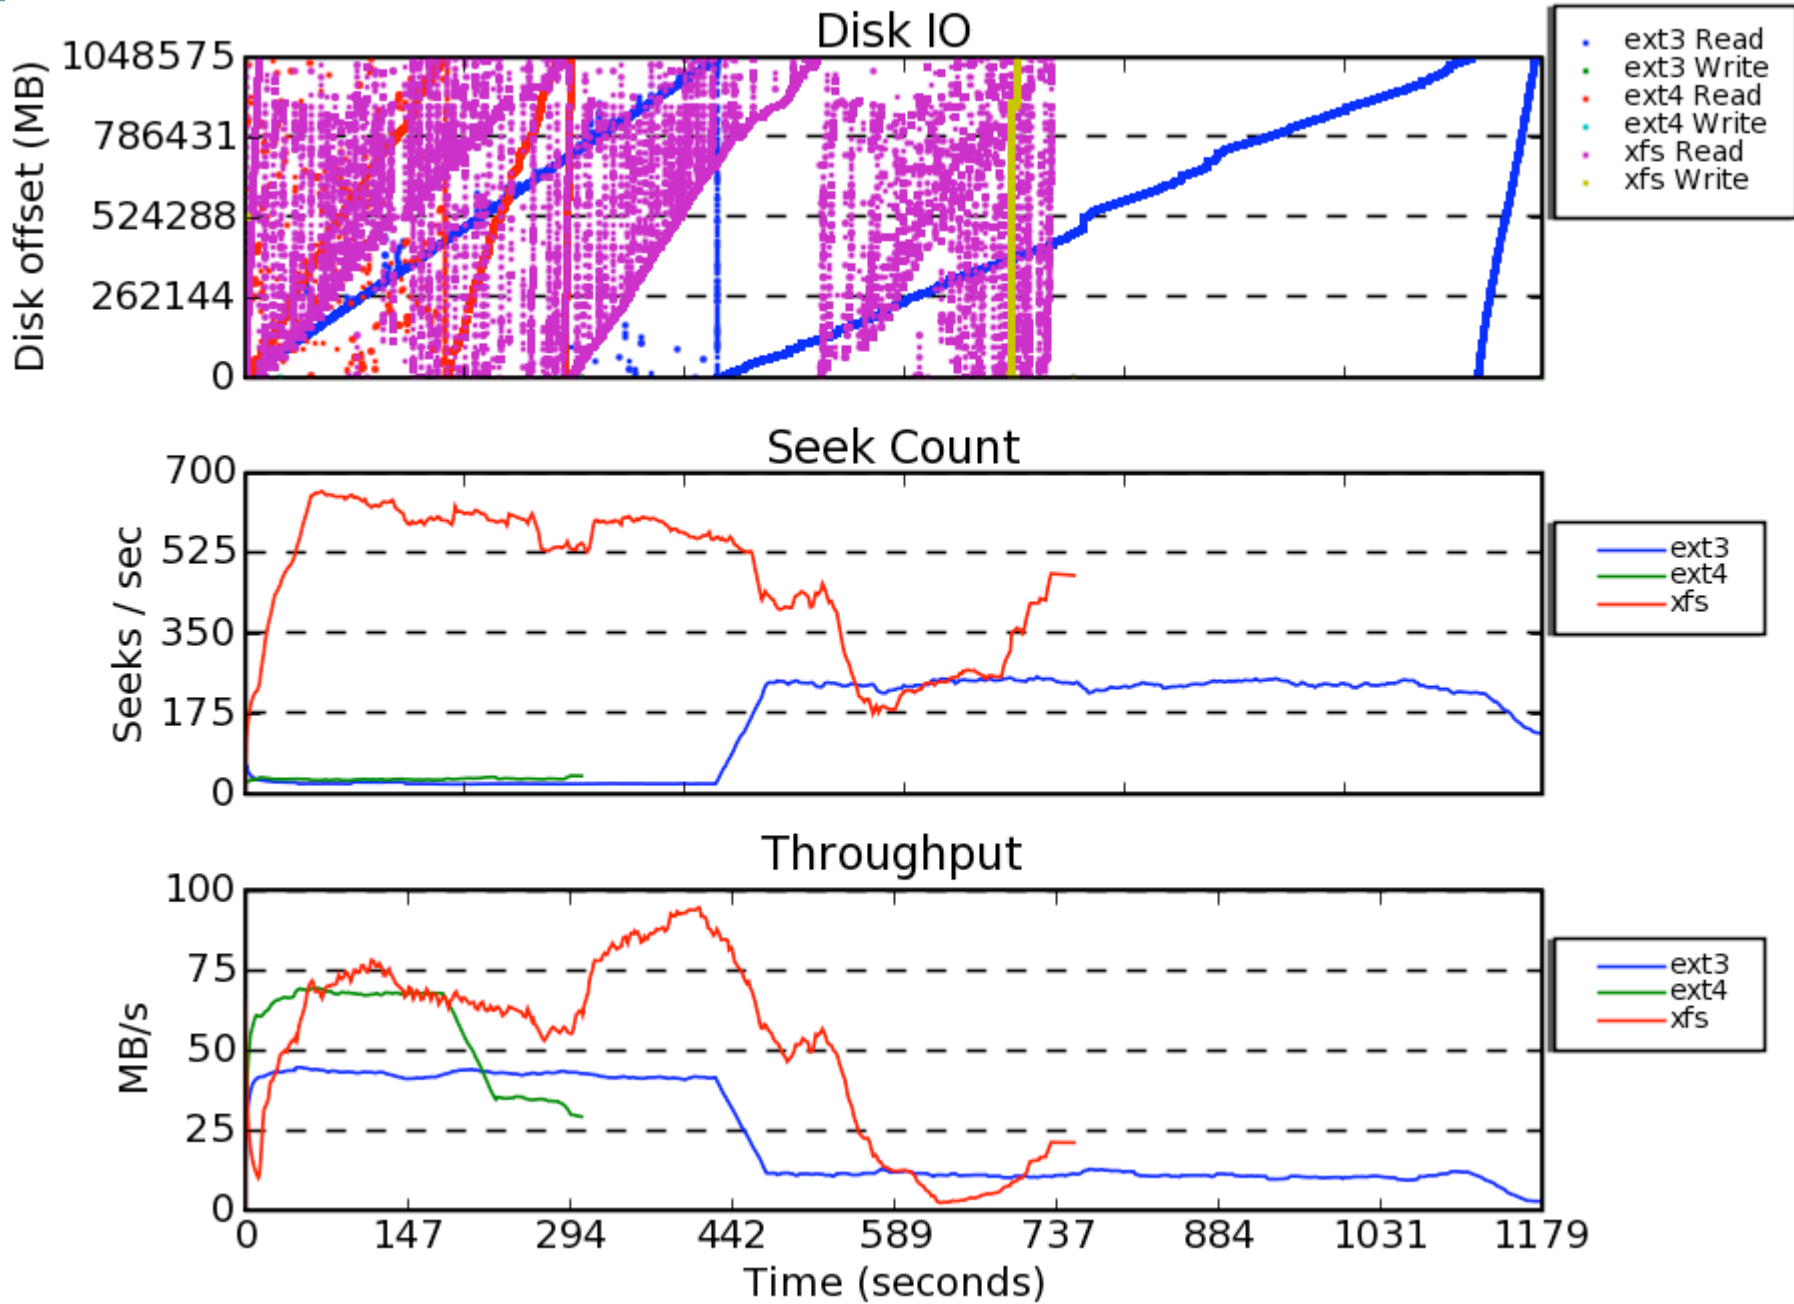 Disk IO
Disk offset (MB)
1048575
786431
524288
262144
0
ext3 Read
ext3 Write
ext4 Read
ext4 Write
xfs Read
xfs Write
Seek Count
Seeks / sec
700
525
350
175
0
ext3
ext4
xfs
Throughput
MB/s
100
75
50
25
0
ext3
ext4
xfs
0 147 294 442 589 737 884 1031 1179
Time (seconds)